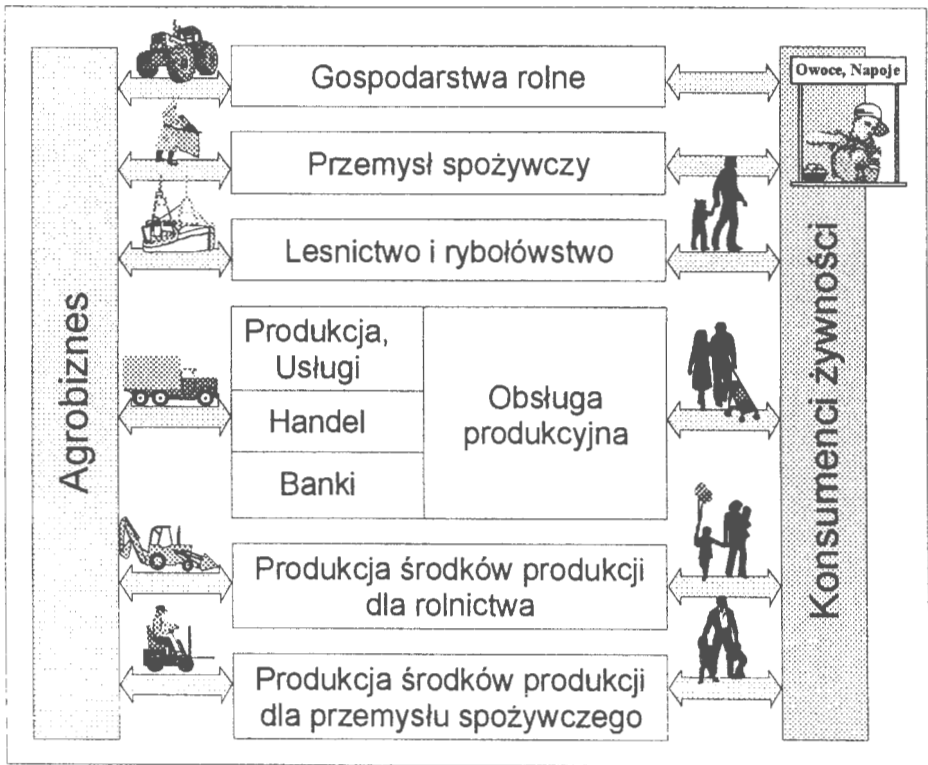 Agrobiznes
Gospodarstwa rolne
Przemysł spożywczy
Lesnictwo i rybołówstwo
Produkcja,
Usługi
Handel
Banki
Obsługa
produkcyjna
Produkcja środków produkcji
dla rolnictwa
Produkcja środków produkcji
dla przemysłu spożywczego
Owoce, Napoje
Konsumenci żywności